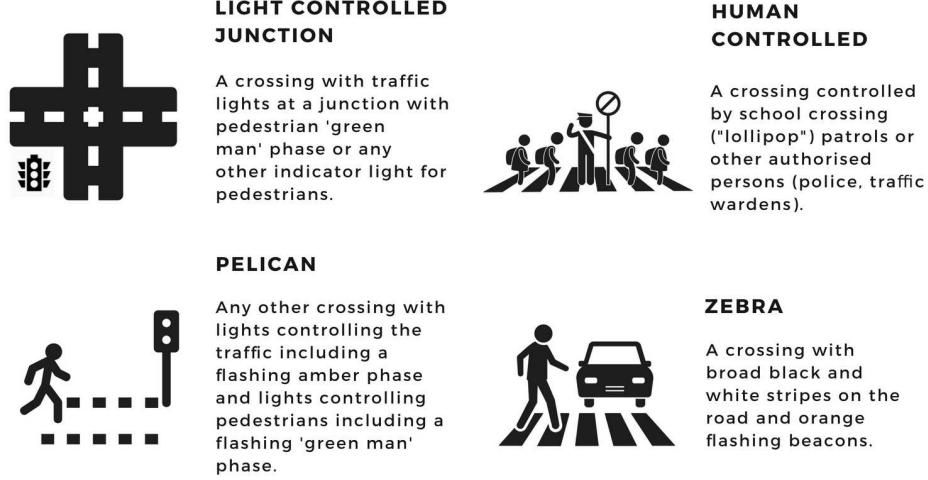 LIGHT CONTROLLED
JUNCTION
A crossing with traffic
lights at a junction with
pedestrian 'green
man' phase or any
other indicator light for
pedestrians.
HUMAN
CONTROLLED
A crossing controlled
by school crossing
("lollipop") patrols or
other authorised
persons (police, traffic
wardens).
PELICAN
Any other crossing with
lights controlling the
traffic including a
flashing amber phase
and lights controlling
pedestrians including a
flashing 'green man'
phase.
ZEBRA
A crossing with
broad black and
white stripes on the
road and orange
flashing beacons.